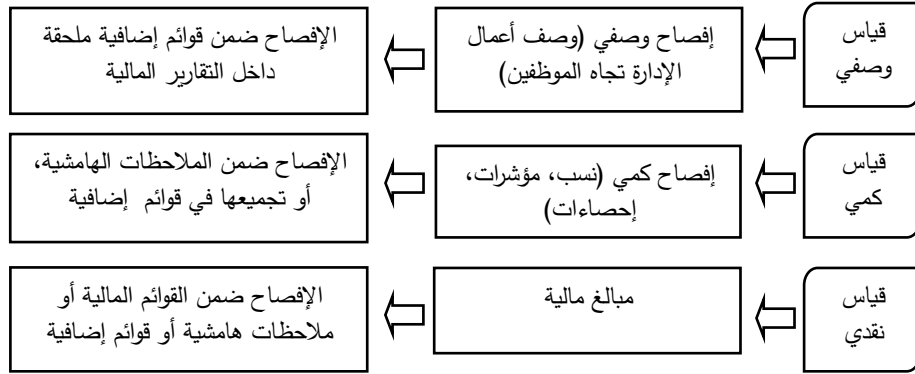 قياس
وصفي
إفصاح وصفي (وصف أعمال
الإدارة تجاه الموظفين)
الإفصاح ضمن قوائم إضافية ملحقة
داخل التقارير المالية
قياس
كمي
إفصاح كمي (نسب، مؤشرات،
إحصاءات)
الإفصاح ضمن الملاحظات الهامشية،
أو تجميعها في قوائم إضافية
قياس
نقدي
مبالغ مالية
الإفصاح ضمن القوائم المالية أو
ملاحظات هامشية أو قوائم إضافية